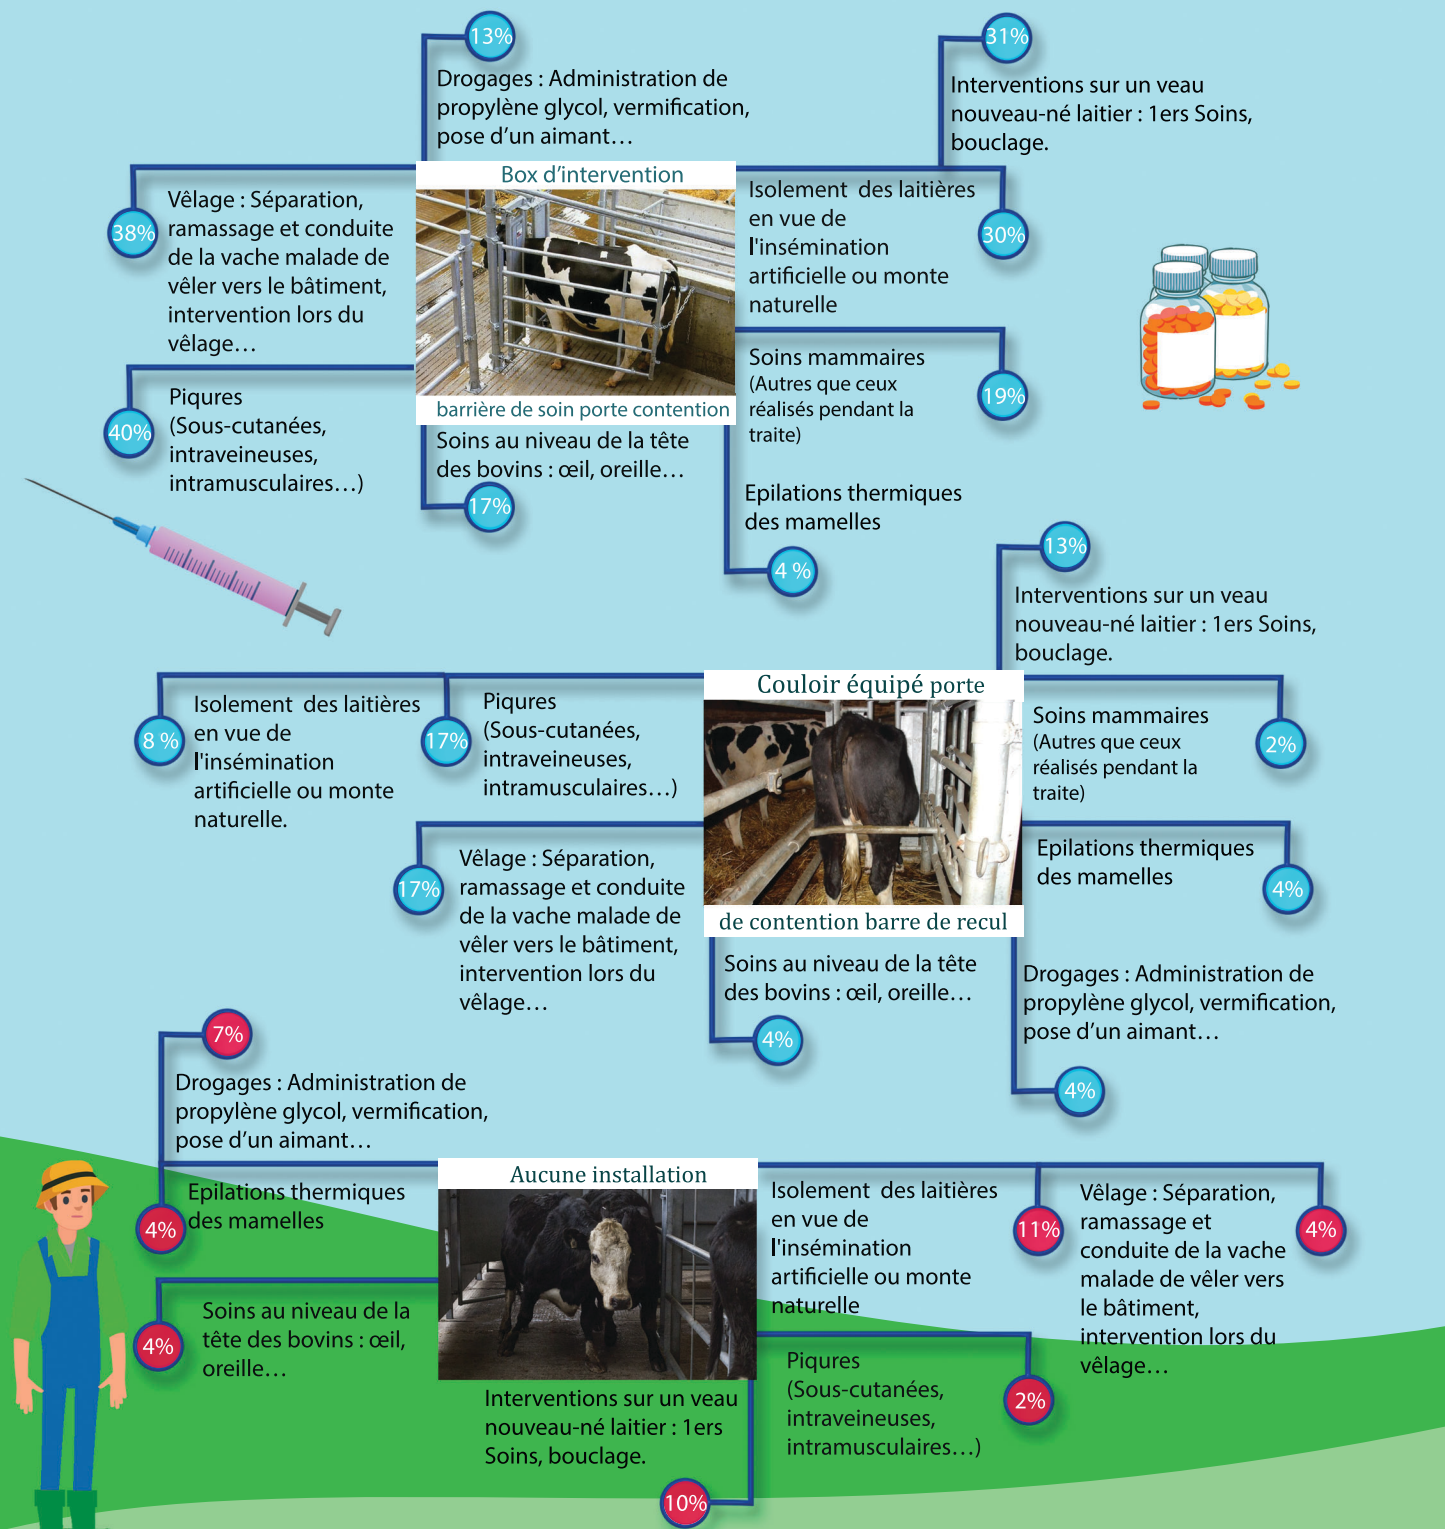 13%
Drogages : Administration de
propylène glycol, vermification,
pose d’un aimant…
31%
Interventions sur un veau
nouveau-né laitier : 1ers Soins,
bouclage.
38%
Vêlage : Séparation,
ramassage et conduite
de la vache malade de
vêler vers le bâtiment,
intervention lors du
vêlage…
Box d’intervention
barrière de soin porte contention
Isolement des laitières
en vue de
l'insémination
artificielle ou monte
naturelle
30%
40%
Piqures
(Sous-cutanées,
intraveineuses,
intramusculaires…)
Soins au niveau de la tête
des bovins : œil, oreille…
17%
Soins mammaires
(Autres que ceux
réalisés pendant la
traite)
19%
Epilations thermiques
des mamelles
4 %
13%
Interventions sur un veau
nouveau-né laitier : 1ers Soins,
bouclage.
8 %
Isolement des laitières
en vue de
l'insémination
artificielle ou monte
naturelle.
17%
Piqures
(Sous-cutanées,
intraveineuses,
intramusculaires…)
Couloir équipé porte
de contention barre de recul
Soins mammaires
(Autres que ceux
réalisés pendant la
traite)
2%
17%
Vêlage : Séparation,
ramassage et conduite
de la vache malade de
vêler vers le bâtiment,
intervention lors du
vêlage…
Epilations thermiques
des mamelles
4%
Soins au niveau de la tête
des bovins : œil, oreille…
4%
Drogages : Administration de
propylène glycol, vermification,
pose d’un aimant…
4%
7%
Drogages : Administration de
propylène glycol, vermification,
pose d’un aimant…
4%
Epilations thermiques
des mamelles
Aucune installation
Isolement des laitières
en vue de
l'insémination
artificielle ou monte
naturelle
11%
Vêlage : Séparation,
ramassage et
conduite de la vache
malade de vêler vers
le bâtiment,
intervention lors du
vêlage…
4%
4%
Soins au niveau de la
tête des bovins : œil,
oreille…
Interventions sur un veau
nouveau-né laitier : 1ers
Soins, bouclage.
10%
Piqures
(Sous-cutanées,
intraveineuses,
intramusculaires…)
2%